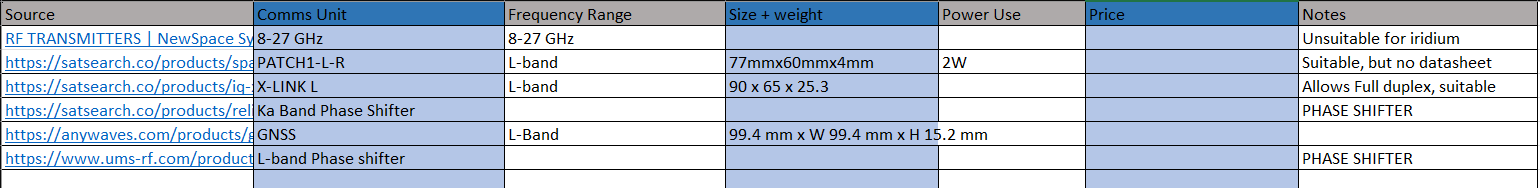 Source Comms Unit Frequency Range Size + weight Power Use Price Notes
RF TRANSMITTERS | NewSpace Sy 8-27 GHz 8-27 GHz Unsuitable for iridium
https://satsearch.co/products/spa PATCH1-L-R L-band 77mmx60mmx4mm 2W Suitable, but no datasheet
https://satsearch.co/products/iq- X-LINK L L-band 90 x 65 x 25.3 Allows Full duplex, suitable
https://satsearch.co/products/reli Ka Band Phase Shifter PHASE SHIFTER
https://anywaves.com/products/g GNSS L-Band 99.4 mm x W 99.4 mm x H 15.2 mm
https://www.ums-rf.com/product L-band Phase shifter PHASE SHIFTER